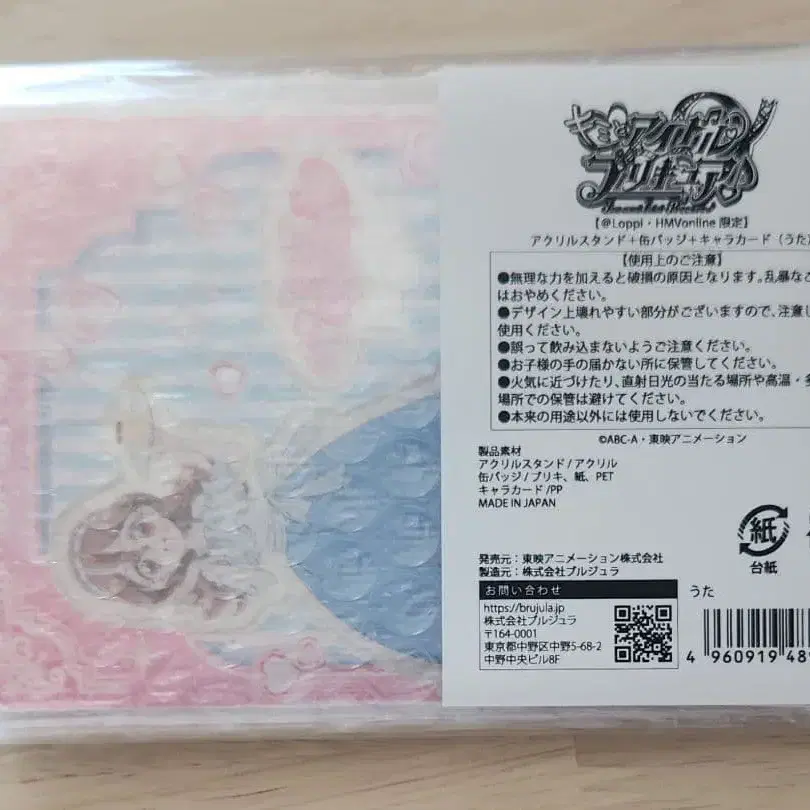 キミとアイドル
プリキュア♪
【@Loppi・HMVonline 限定】
アクリルスタンド+缶バッジ+キャラカード(うた)
【使用上のご注意】
●無理な力を加えると破損の原因となります。乱暴な
はおやめください。
●デザイン上壊れやすい部分がございますので、注意し
使用ください。
●誤って飲み込まないようご注意ください。
●お子様の手の届かない所に保管してください。
●火気に近づけたり、直射日光の当たる場所や高温・多
場所での保管は避けてください。
●本来の用途以外には使用しないでください。
©ABC-A・東映アニメーション
製品素材
アクリルスタンド/アクリル
缶バッジ/ブリキ、紙、PET
キャラカード/PP
MADE IN JAPAN
紙
台紙
発売元:東映アニメーション株式会社
製造元:株式会社ブルジュラ
お問い合わせ
https://brujula.jp
株式会社ブルジュラ
〒164-0001
東京都中野区中野5-68-2
中野中央ビル8F
うた
4 960919 48